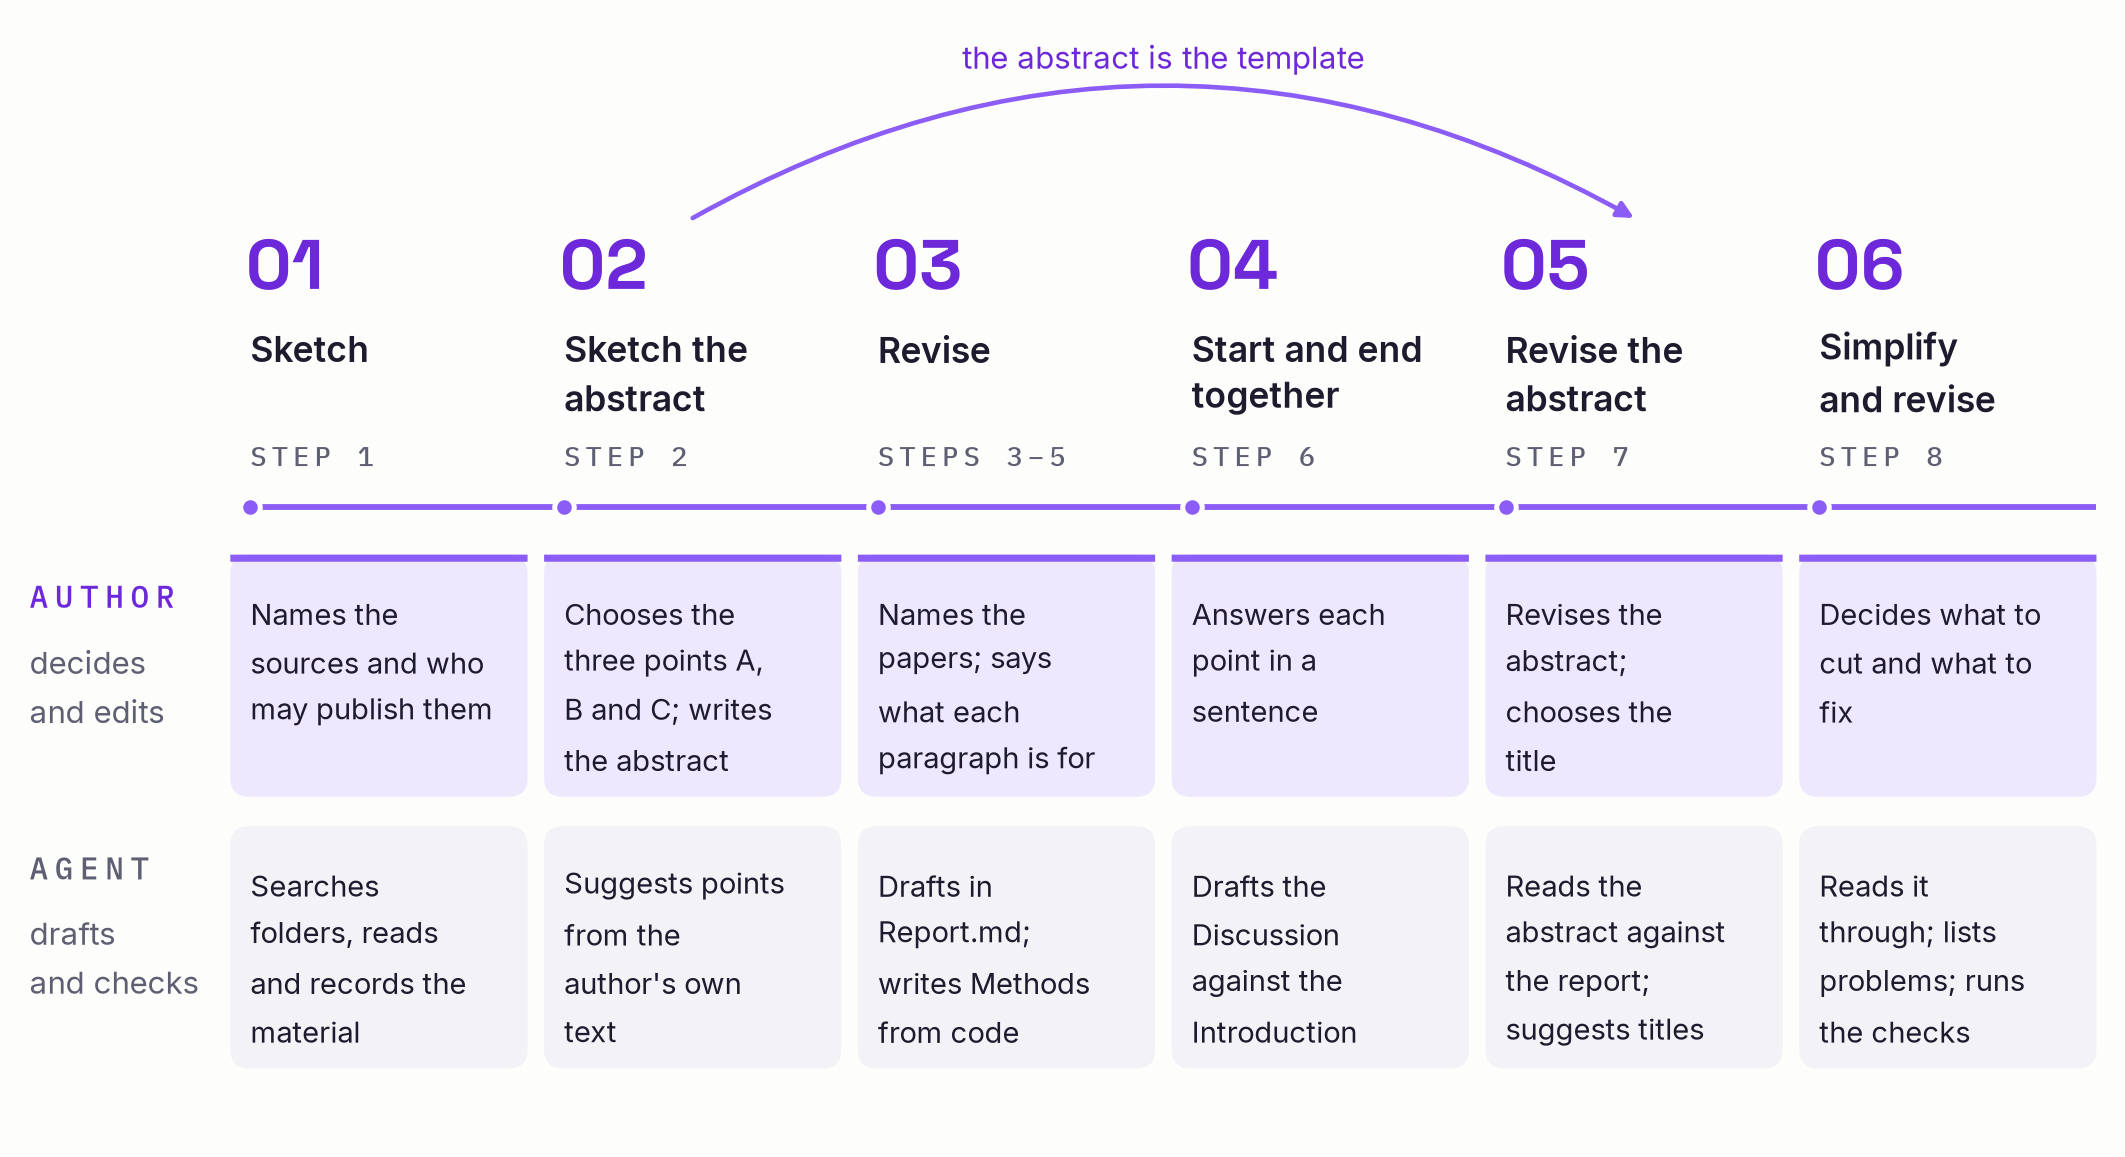 the abstract is the template
01
Sketch
STEP 1
02
Sketch the
abstract
STEP 2
03
Revise
STEPS 3–5
04
Start and end
together
STEP 6
05
Revise the
abstract
STEP 7
06
Simplify
and revise
STEP 8
AUTHOR
decides
and edits
Names the
sources and who
may publish them
Chooses the
three points A,
B and C; writes
the abstract
Names the
papers; says
what each
paragraph is for
Answers each
point in a
sentence
Revises the
abstract;
chooses the
title
Decides what to
cut and what to
fix
AGENT
drafts
and checks
Searches
folders, reads
and records the
material
Suggests points
from the
author's own
text
Drafts in
Report.md;
writes Methods
from code
Drafts the
Discussion
against the
Introduction
Reads the
abstract against
the report;
suggests titles
Reads it
through; lists
problems; runs
the checks